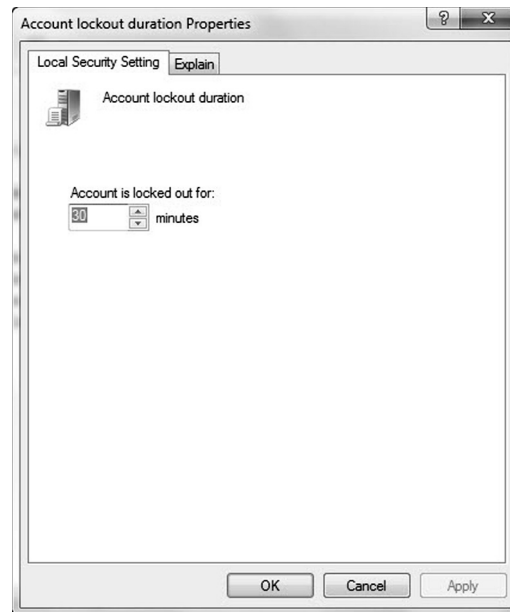 Account lockout duration Properties
? X
Local Security Setting Explain
Account lockout duration
Account is locked out for:
30 minutes
OK Cancel Apply